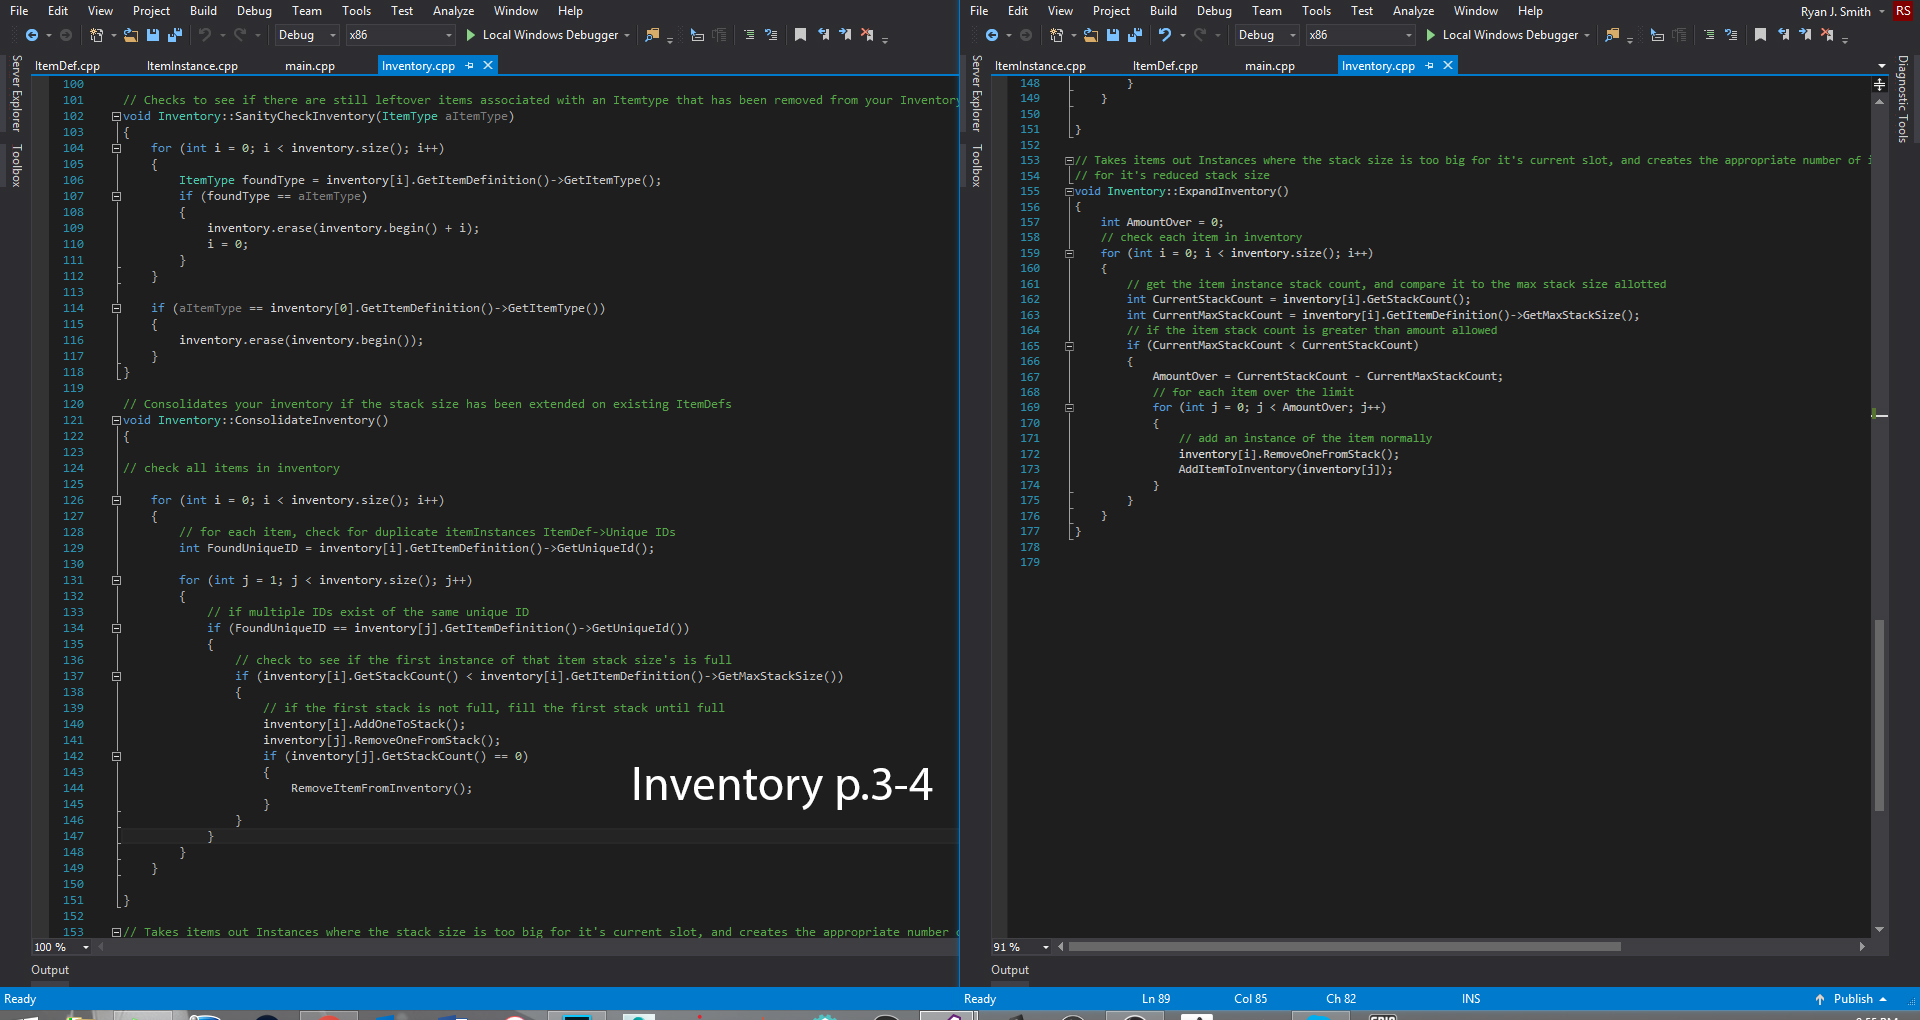 File Edit View Project Build Debug Team Tools Test Analyze Window Help
Debug x86 Local Windows Debugger
Server Explorer
Toolbox
ItemDef.cpp ItemInstance.cpp main.cpp Inventory.cpp
100
101 // Checks to see if there are still leftover items associated with an Itemtype that has been removed from your Inventory
102 void Inventory::SanityCheckInventory(ItemType aItemType)
103 {
104 for (int i = 0; i < inventory.size(); i++)
105 {
106 ItemType foundType = inventory[i].GetItemDefinition()->GetItemType();
107 if (foundType == aItemType)
108 {
109 inventory.erase(inventory.begin() + i);
110 i = 0;
111 }
112 }
113
114 if (aItemType == inventory[0].GetItemDefinition()->GetItemType())
115 {
116 inventory.erase(inventory.begin());
117 }
118 }
119
120 // Consolidates your inventory if the stack size has been extended on existing ItemDefs
121 void Inventory::ConsolidateInventory()
122 {
123
124 // check all items in inventory
125
126 for (int i = 0; i < inventory.size(); i++)
127 {
128 // for each item, check for duplicate itemInstances ItemDef->Unique IDs
129 int FoundUniqueID = inventory[i].GetItemDefinition()->GetUniqueId();
130
131 for (int j = 1; j < inventory.size(); j++)
132 {
133 // if multiple IDs exist of the same unique ID
134 if (FoundUniqueID == inventory[j].GetItemDefinition()->GetUniqueId())
135 {
136 // check to see if the first instance of that item stack size's is full
137 if (inventory[i].GetStackCount() < inventory[i].GetItemDefinition()->GetMaxStackSize())
138 {
139 // if the first stack is not full, fill the first stack until full
140 inventory[i].AddOneToStack();
141 inventory[j].RemoveOneFromStack();
142 if (inventory[j].GetStackCount() == 0)
143 {
144 RemoveItemFromInventory();
145 }
146 }
147 }
148 }
149 }
150
151 }
152
153 // Takes items out Instances where the stack size is too big for it's current slot, and creates the appropriate number
100 %
Output
Ready
Inventory p.3-4
File Edit View Project Build Debug Team Tools Test Analyze Window Help Ryan J. Smith RS
Debug x86 Local Windows Debugger
Server Explorer
Toolbox
Diagnostic Tools
ItemInstance.cpp ItemDef.cpp main.cpp Inventory.cpp
148 }
149 }
150
151 }
152
153 // Takes items out Instances where the stack size is too big for it's current slot, and creates the appropriate number of
154 // for it's reduced stack size
155 void Inventory::ExpandInventory()
156 {
157 int AmountOver = 0;
158 // check each item in inventory
159 for (int i = 0; i < inventory.size(); i++)
160 {
161 // get the item instance stack count, and compare it to the max stack size allotted
162 int CurrentStackCount = inventory[i].GetStackCount();
163 int CurrentMaxStackCount = inventory[i].GetItemDefinition()->GetMaxStackSize();
164 // if the item stack count is greater than amount allowed
165 if (CurrentMaxStackCount < CurrentStackCount)
166 {
167 AmountOver = CurrentStackCount - CurrentMaxStackCount;
168 // for each item over the limit
169 for (int j = 0; j < AmountOver; j++)
170 {
171 // add an instance of the item normally
172 inventory[i].RemoveOneFromStack();
173 AddItemToInventory(inventory[j]);
174 }
175 }
176 }
177 }
178
179
91 %
Output
Ready Ln 89 Col 85 Ch 82 INS Publish